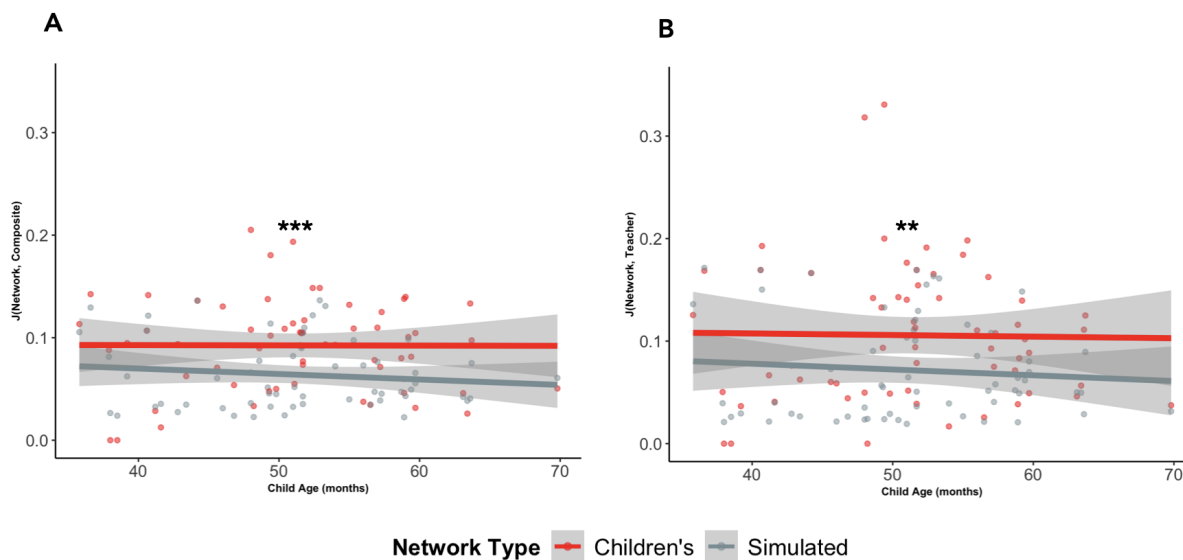 A
0.3
0.2
0.1
0.0
J(Network, Composite)
***
40
50
60
70
Child Age (months)
B
0.3
0.2
0.1
0.0
J(Network, Teacher)
**
40
50
60
70
Child Age (months)
Network Type Children's Simulated